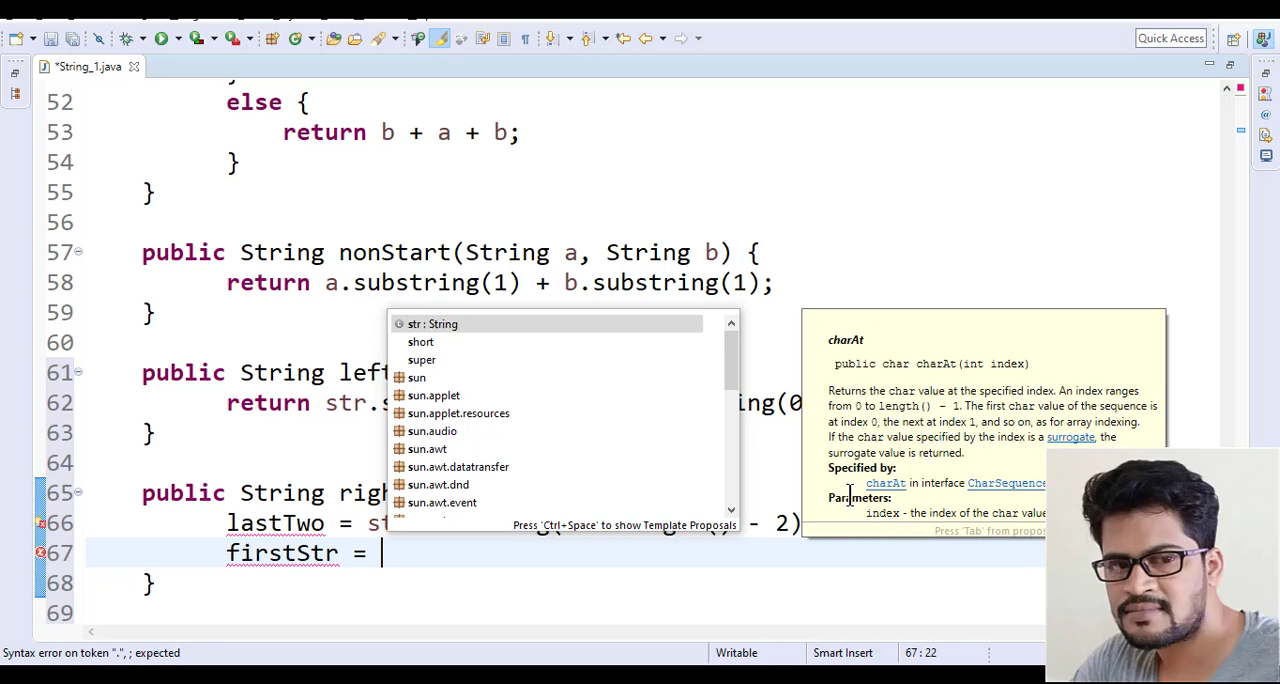 Quick Access
*String_1.java
52 else {
53 return b + a + b;
54 }
55 }
56
57 public String nonStart(String a, String b) {
58 return a.substring(1) + b.substring(1);
59 }
60
61 public String left
62 return str.s ing(0
63 }
64
65 public String righ
66 lastTwo = st - 2)
67 firstStr =
68 }
69
str : String
short
super
sun
sun.applet
sun.applet.resources
sun.audio
sun.awt
sun.awt.datatransfer
sun.awt.dnd
sun.awt.event
Press 'Ctrl+Space' to show Template Proposals
charAt
public char charAt(int index)
Returns the char value at the specified index. An index ranges
from 0 to length() - 1. The first char value of the sequence is
at index 0, the next at index 1, and so on, as for array indexing.
If the char value specified by the index is a surrogate, the
surrogate value is returned.
Specified by:
charAt in interface CharSequence
Parameters:
index - the index of the char value
Press 'Tab' from
Syntax error on token ".", ; expected
Writable
Smart Insert
67 : 22